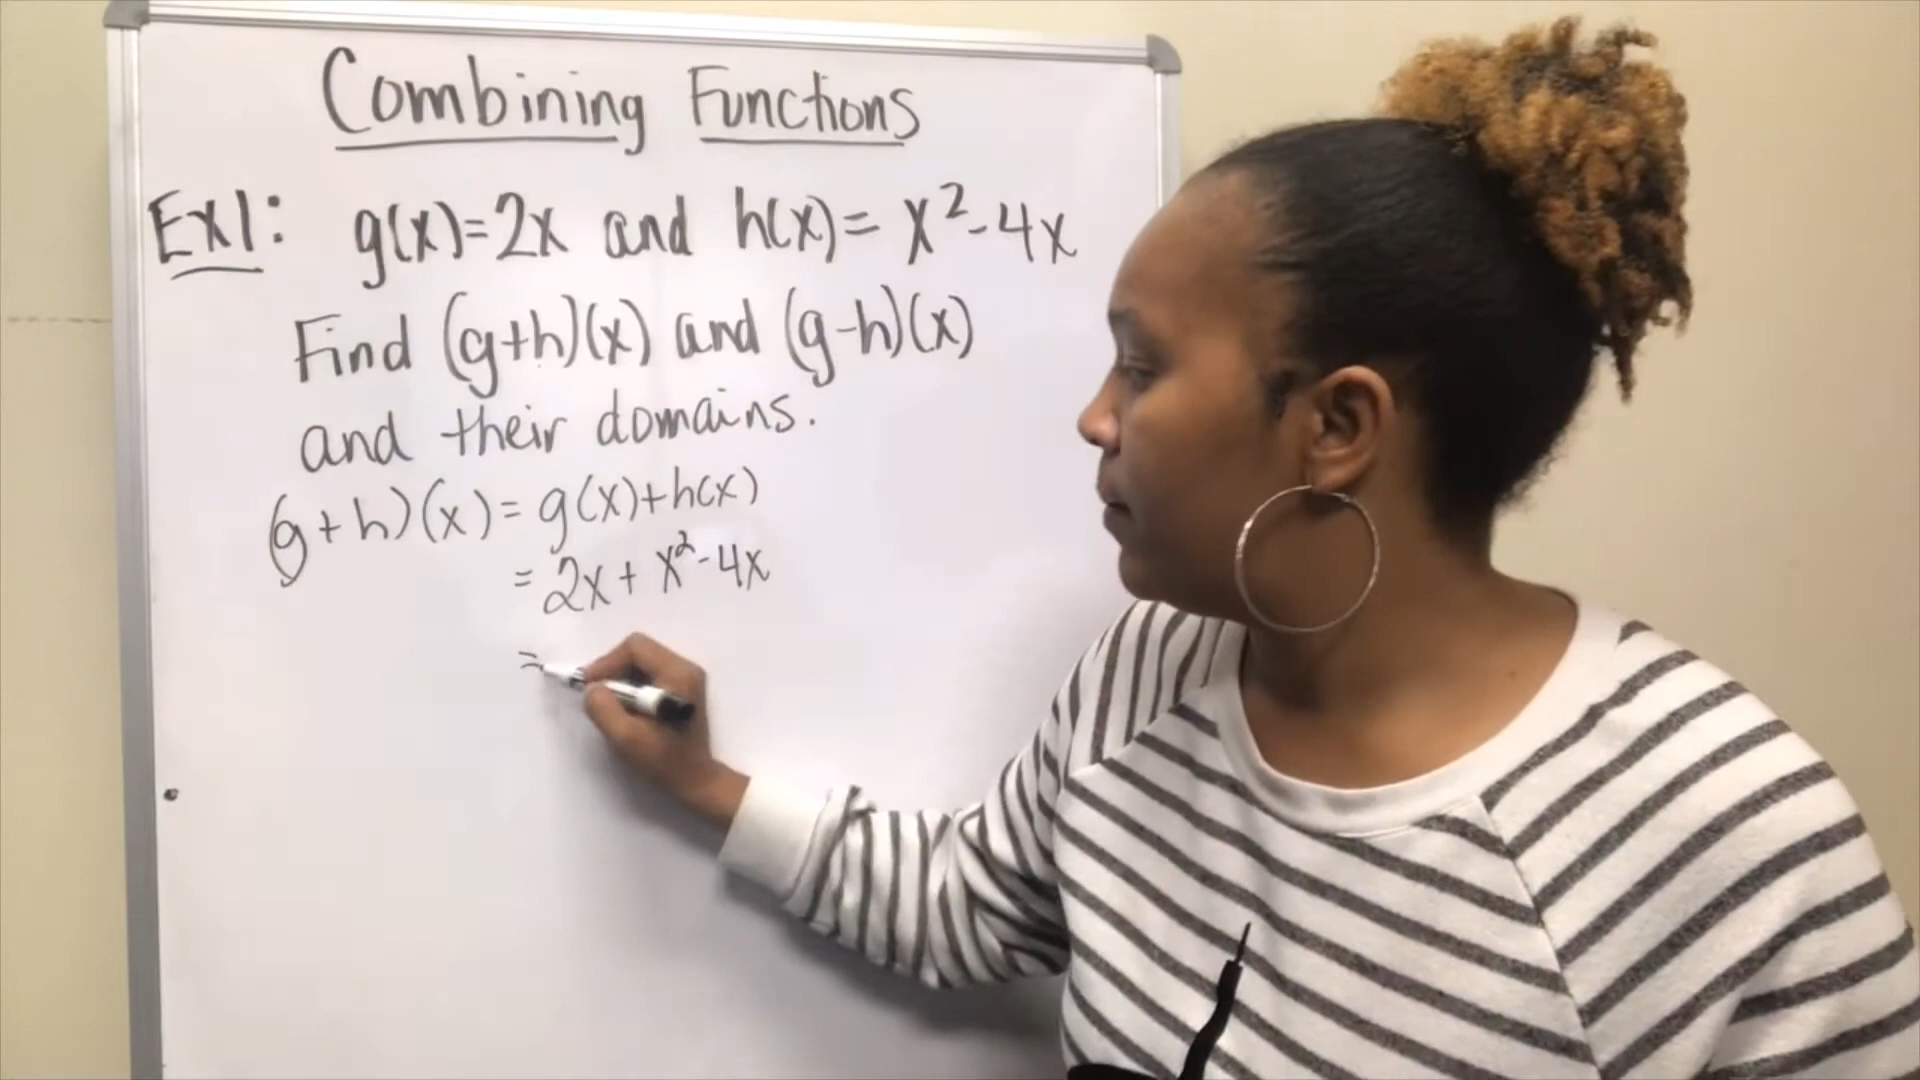 Combining Functions
Ex1: g(x)=2x and h(x)= x²-4x
Find (g+h)(x) and (g-h)(x)
and their domains.
(g+h)(x)= g(x)+h(x)
= 2x+ x²-4x
=